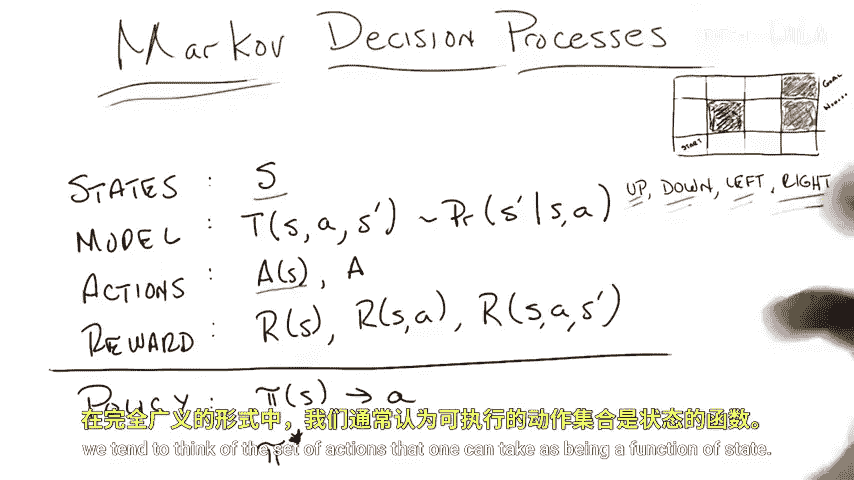 Markov Decision Processes
GOAL
START
STATES : S
UP, DOWN, LEFT, RIGHT
MODEL : T(s, a, s') ~ Pr(s' | s, a)
ACTIONS : A(s), A
REWARD : R(s), R(s,a), R(s,a,s')
POLICY : π(s) → a
π*
在完全广义的形式中，我们通常认为可执行的动作集合是状态的函数。
we tend to think of the set of actions that one can take as being a function of state.